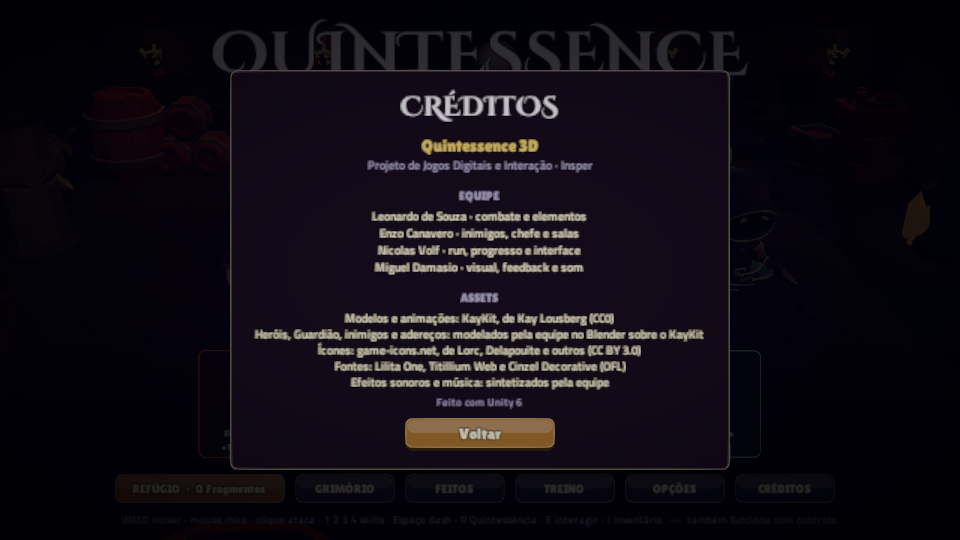 QUINTESSENCE
CRÉDITOS
Quintessence 3D
Projeto de Jogos Digitais e Interação · Insper
EQUIPE
Leonardo de Souza · combate e elementos
Enzo Canavero · inimigos, chefe e salas
Nicolas Volf · run, progresso e interface
Miguel Damasio · visual, feedback e som
ASSETS
Modelos e animações: KayKit, de Kay Lousberg (CC0)
Heróis, Guardião, inimigos e adereços: modelados pela equipe no Blender sobre o KayKit
Ícones: game-icons.net, de Lorc, Delapouite e outros (CC BY 3.0)
Fontes: Lilita One, Titillium Web e Cinzel Decorative (OFL)
Efeitos sonoros e música: sintetizados pela equipe
Feito com Unity 6
Voltar
REFÚGIO · 0 Fragmentos GRIMÓRIO FEITOS TREINO OPÇÕES CRÉDITOS
WASD mover · mouse mira · clique ataca · 1 2 3 4 skills · Espaço dash · R Quintessência · E interagir · I inventário — também funciona com controle